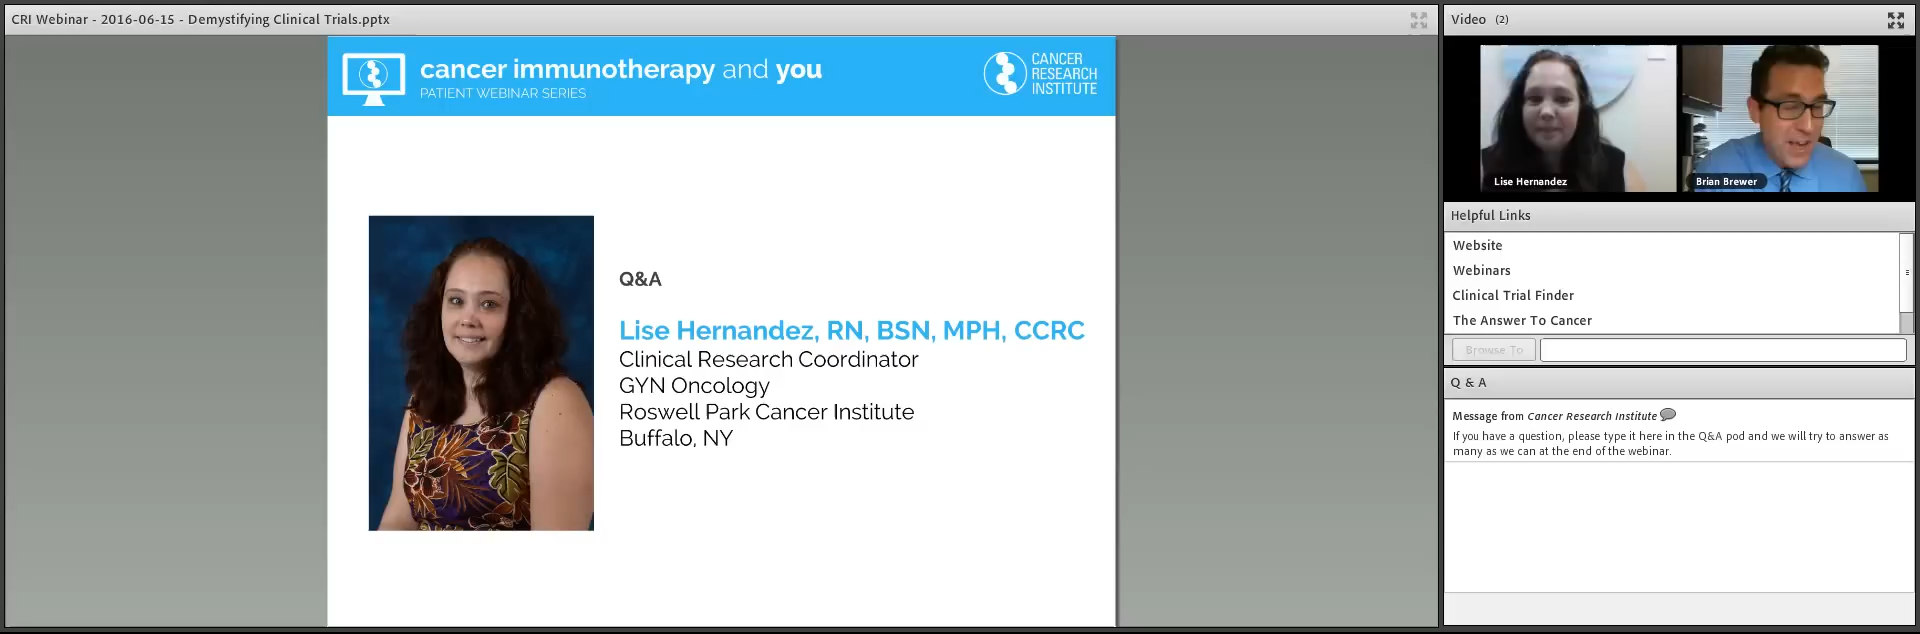 CRI Webinar - 2016-06-15 - Demystifying Clinical Trials.pptx
cancer immunotherapy and you
PATIENT WEBINAR SERIES
CANCER
RESEARCH
INSTITUTE
Q&A
Lise Hernandez, RN, BSN, MPH, CCRC
Clinical Research Coordinator
GYN Oncology
Roswell Park Cancer Institute
Buffalo, NY
Video (2)
Lise Hernandez
Brian Brewer
Helpful Links
Website
Webinars
Clinical Trial Finder
The Answer To Cancer
Browse To
Q & A
Message from Cancer Research Institute
If you have a question, please type it here in the Q&A pod and we will try to answer as
many as we can at the end of the webinar.